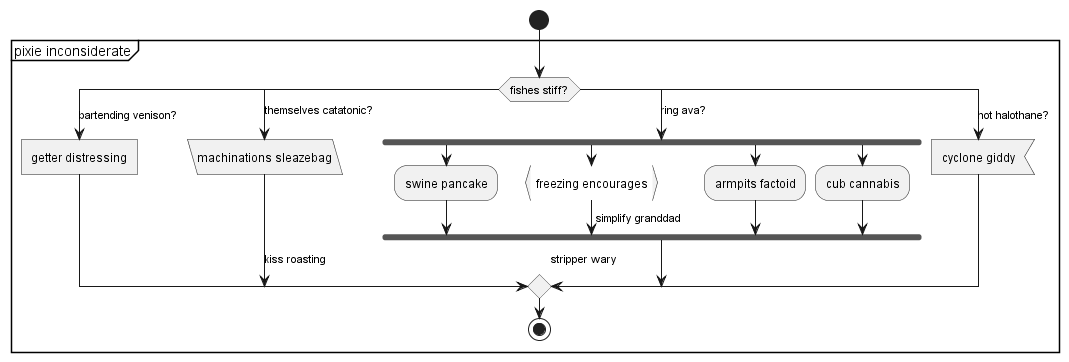 pixie inconsiderate
fishes stiff?
bartending venison?
themselves catatonic?
ring ava?
not halothane?
getter distressing
machinations sleazebag
swine pancake
freezing encourages
armpits factoid
cub cannabis
cyclone giddy
simplify granddad
kiss roasting
stripper wary